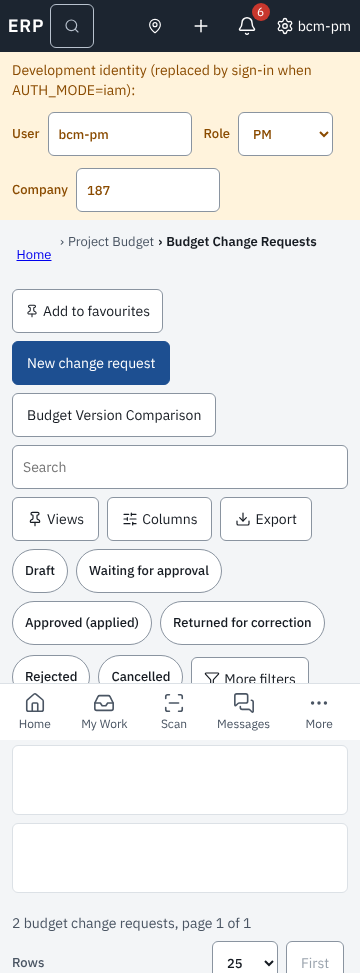 ERP 6 bcm-pm
Development identity (replaced by sign-in when
AUTH_MODE=iam):
User bcm-pm Role PM
Company 187
Home › Project Budget › Budget Change Requests
Add to favourites
New change request
Budget Version Comparison
Search
Views Columns Export
Draft Waiting for approval
Approved (applied) Returned for correction
Rejected Cancelled More filters
Home My Work Scan Messages More
2 budget change requests, page 1 of 1
Rows 25 First